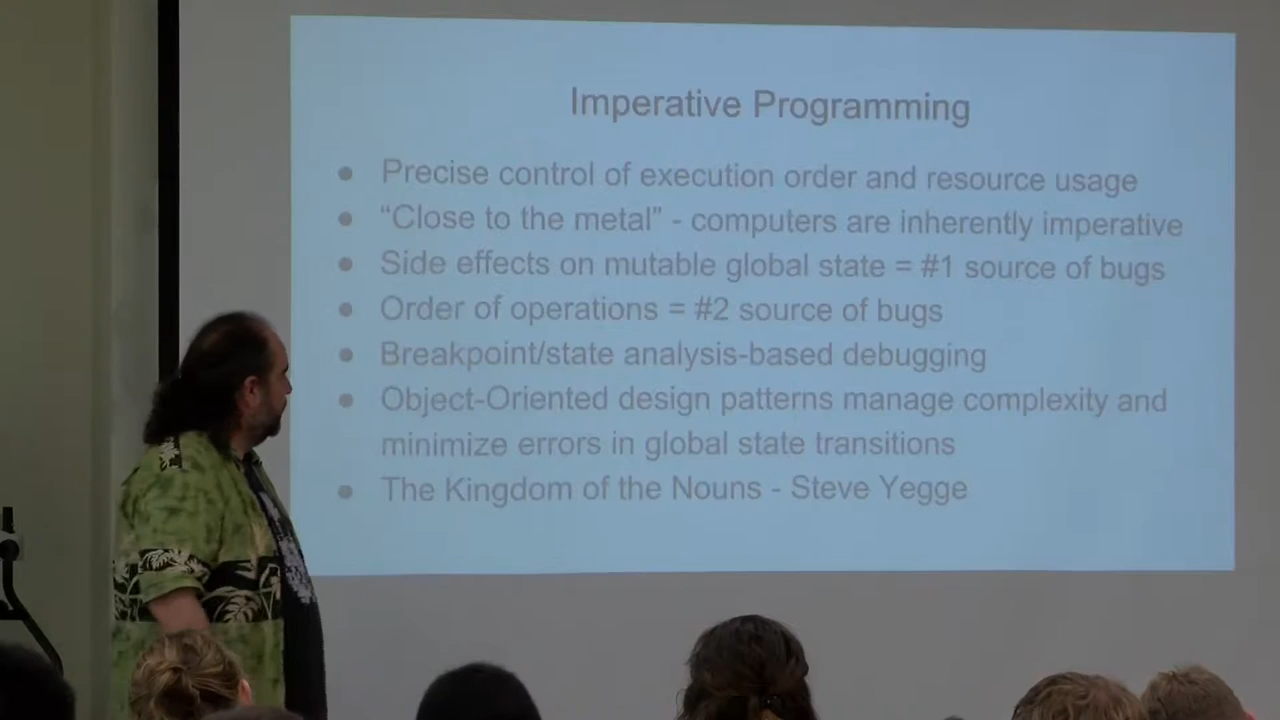 Imperative Programming
● Precise control of execution order and resource usage
● “Close to the metal” - computers are inherently imperative
● Side effects on mutable global state = #1 source of bugs
● Order of operations = #2 source of bugs
● Breakpoint/state analysis-based debugging
● Object-Oriented design patterns manage complexity and
minimize errors in global state transitions
● The Kingdom of the Nouns - Steve Yegge